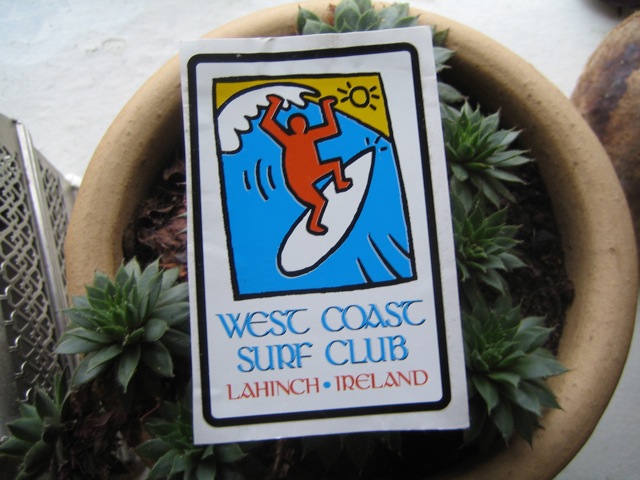 WEST COAST
SURF CLUB
LAHINCH • IRELAND